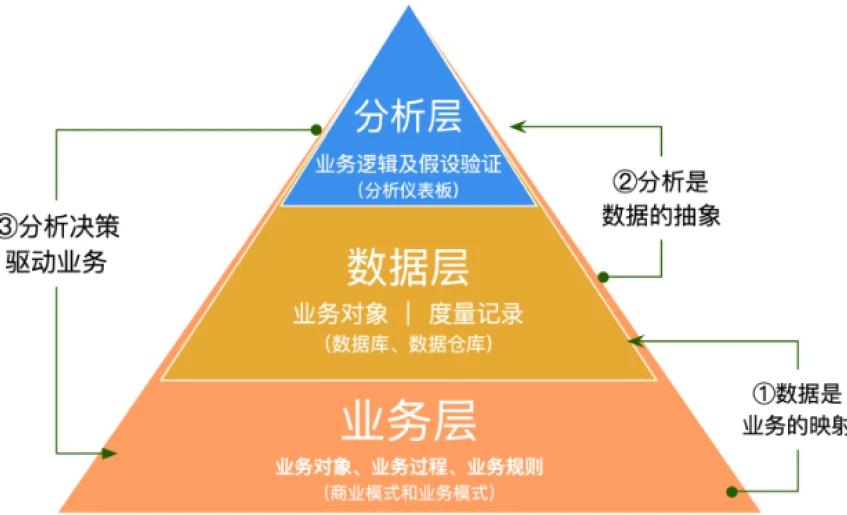 分析层
业务逻辑及假设验证
（分析仪表板）
②分析是
数据的抽象
③分析决策
驱动业务
数据层
业务对象 | 度量记录
（数据库、数据仓库）
①数据是
业务的映射
业务层
业务对象、业务过程、业务规则
（商业模式和业务模式）